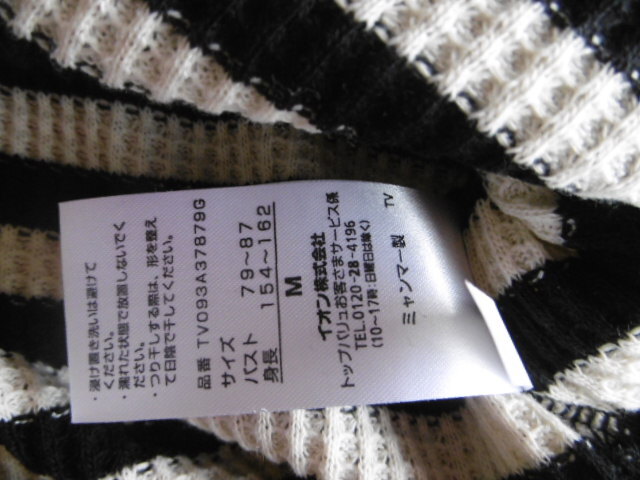 ・漬け置き洗いは避けて
ください。
・濡れた状態で放置しないでく
ださい。
・つり干しする際は、形を整え
て日陰で干してください。
品番 TV093A37879G
サイズ
バスト 79～87
身長 154～162
M
イオン株式会社
トップバリュお客さまサービス係
TEL.0120-28-4196
(10～17時:日曜日は除く)
ミャンマー製
TV